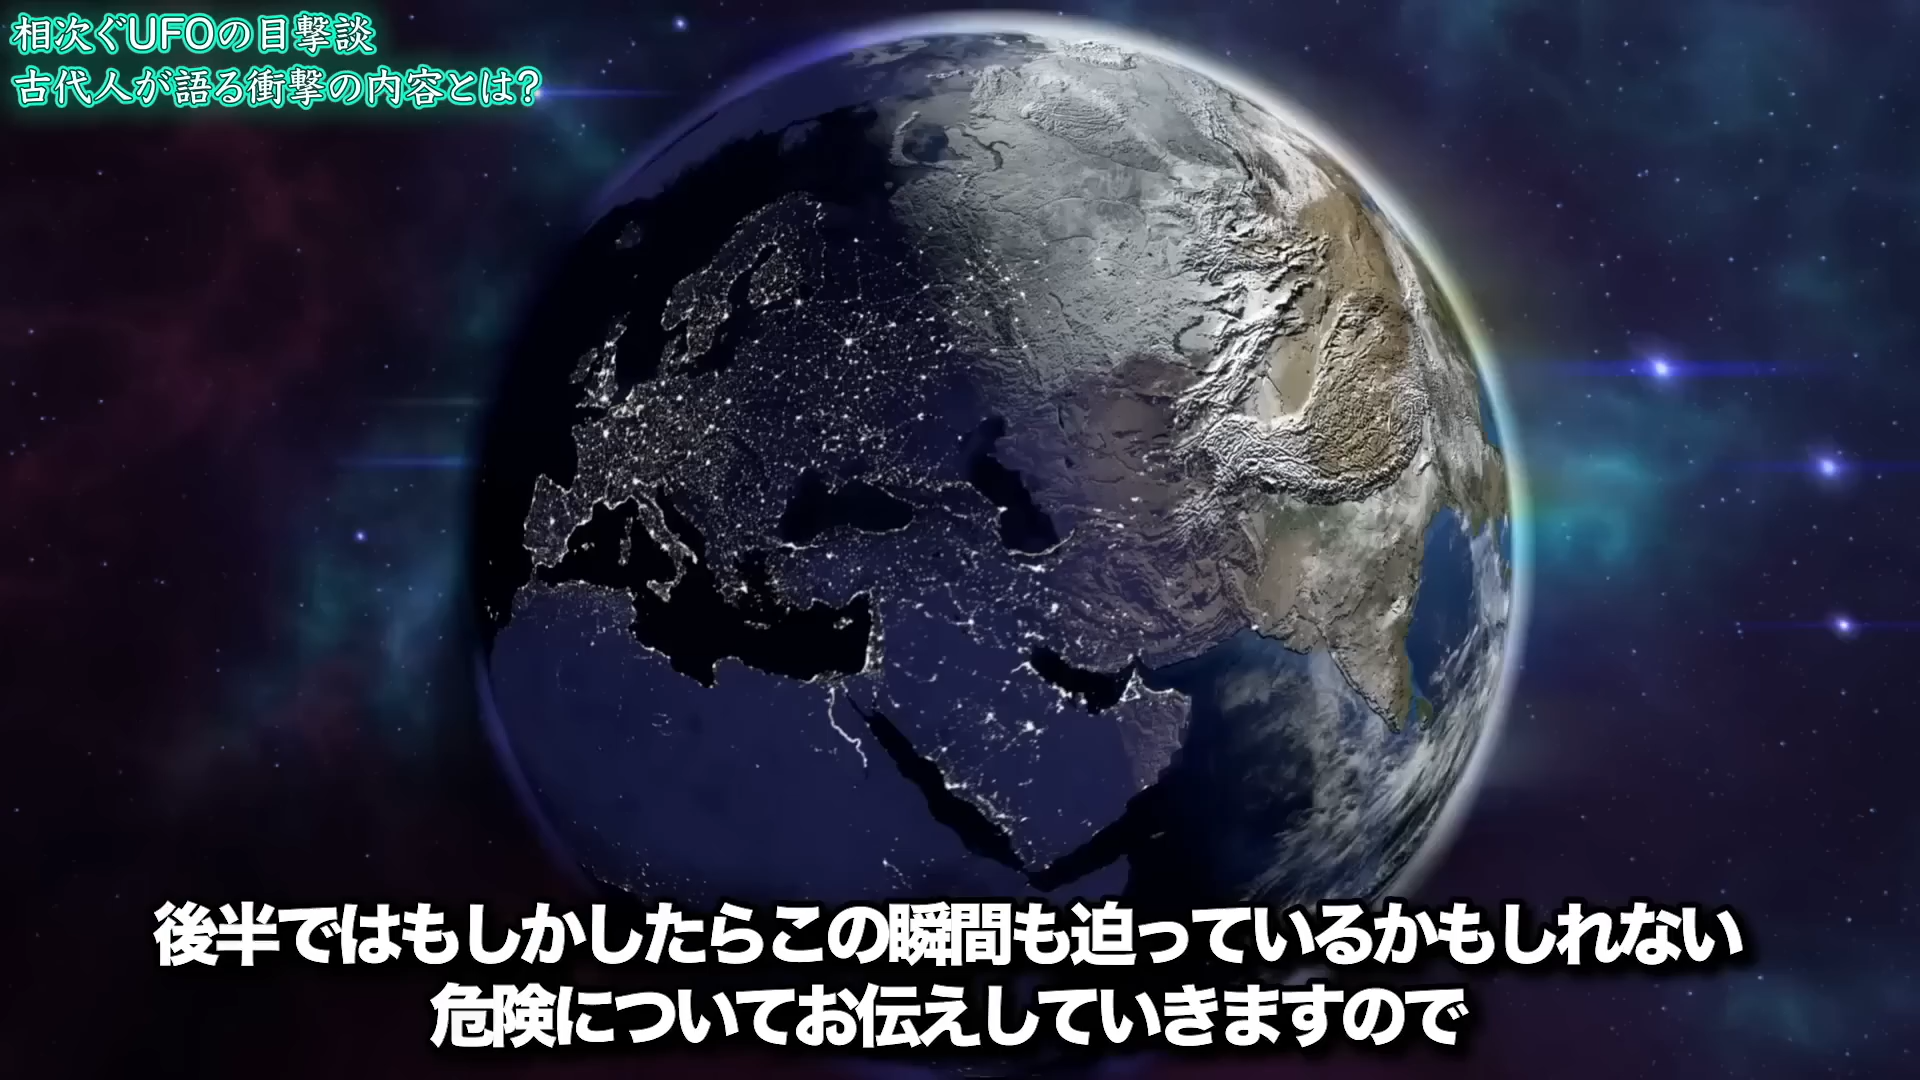 相次ぐUFOの目撃談
古代人が語る衝撃の内容とは?
後半ではもしかしたらこの瞬間も迫っているかもしれない
危険についてお伝えしていきますので